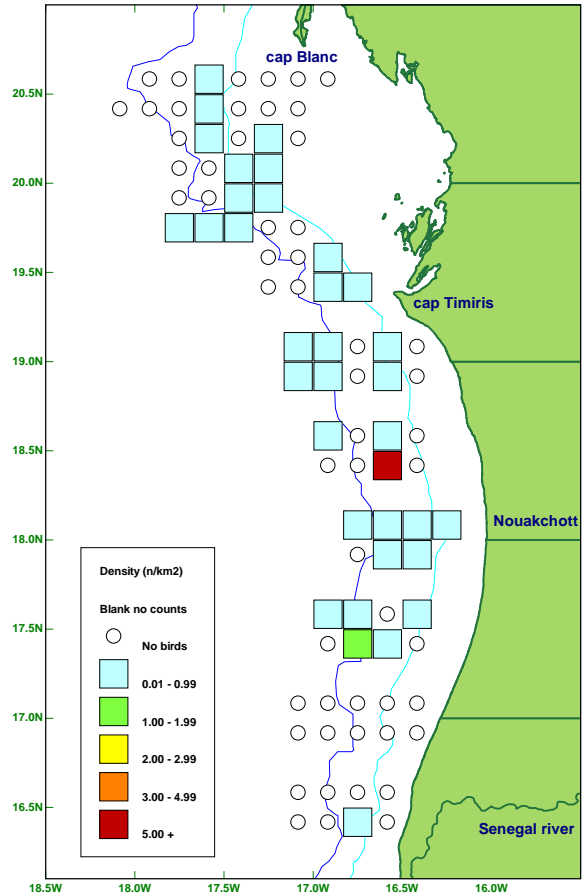 cap Blanc
20.5N
20.0N
19.5N
cap Timiris
19.0N
18.5N
Nouakchott
18.0N
Density (n/km2)
Blank no counts
No birds
17.5N
0.01 - 0.99
1.00 - 1.99
17.0N
2.00 - 2.99
3.00 - 4.99
16.5N
5.00 +
Senegal river
18.5W 18.0W 17.5W 17.0W 16.5W 16.0W